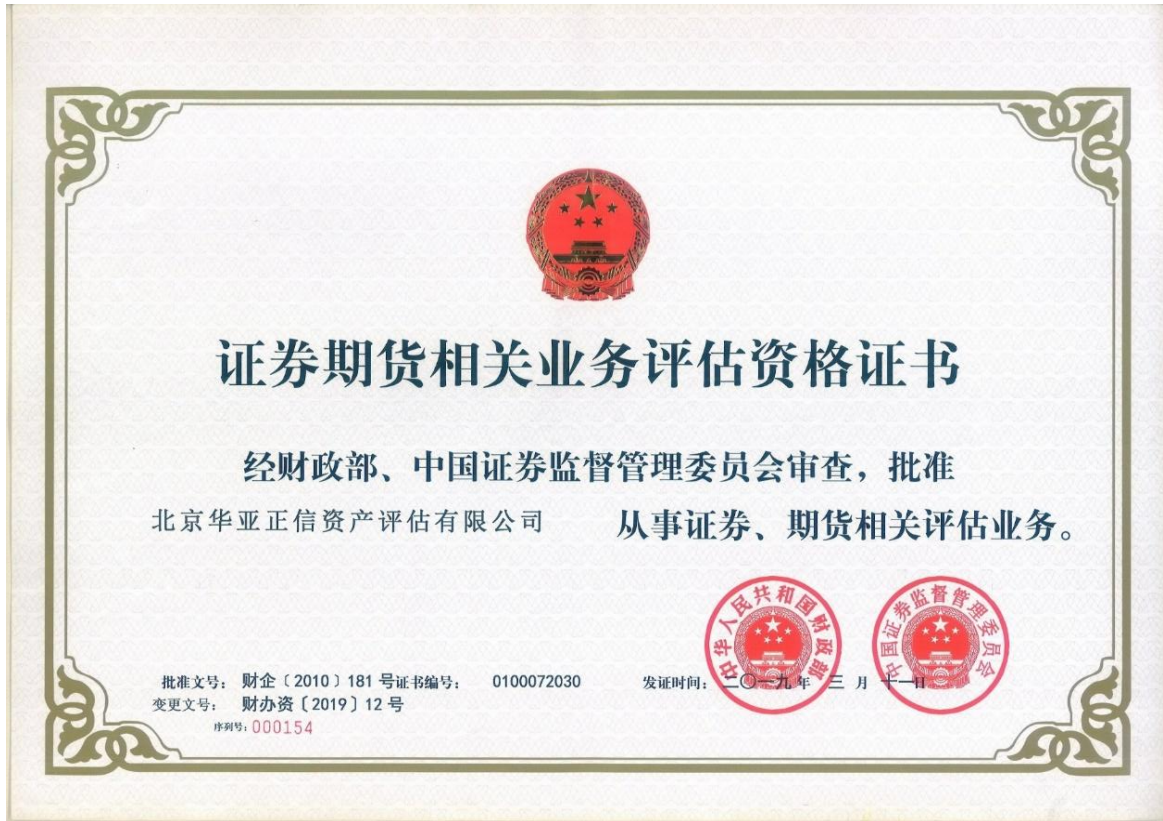 证券期货相关业务评估资格证书
经财政部、中国证券监督管理委员会审查，批准
北京华亚正信资产评估有限公司 从事证券、期货相关评估业务。
中华人民共和国财政部
中国证券监督管理委员会
批准文号： 财企〔2010〕181 号证书编号： 0100072030 发证时间：二〇一九年 三 月 十一日
变更文号： 财办资〔2019〕12 号
序列号：000154